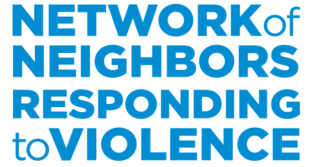 NETWORKof
NEIGHBORS
RESPONDING
toVIOLENCE